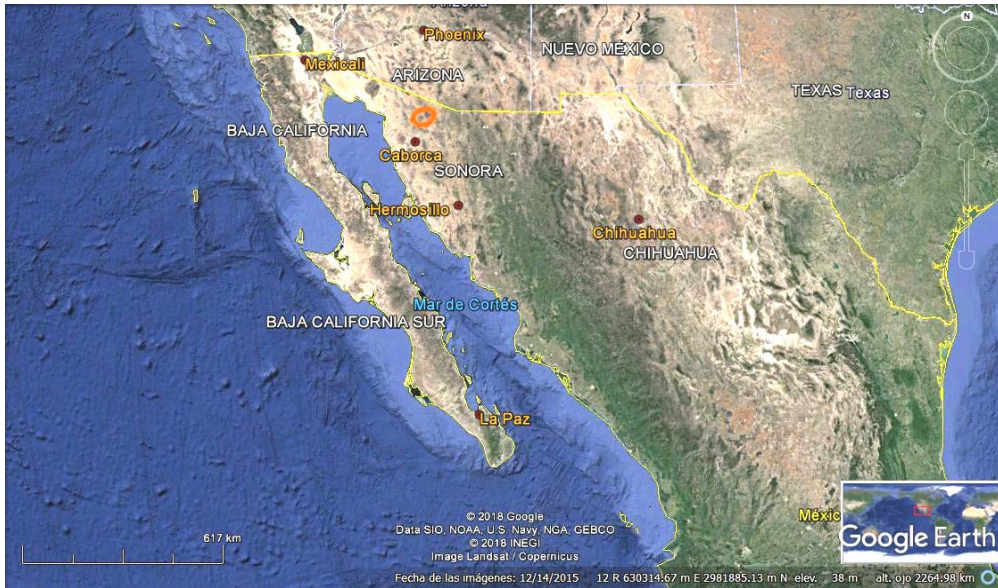 Arizona
Phoenix
NUEVO MÉXICO
Mexicali
ARIZONA
TEXAS Texas
BAJA CALIFORNIA
Caborca
SONORA
Hermosillo
Chihuahua
CHIHUAHUA
Mar de Cortés
BAJA CALIFORNIA SUR
La Paz
N
Méxic
Google Earth
© 2018 Google
Data SIO, NOAA, U.S. Navy, NGA, GEBCO
© 2018 INEGI
Image Landsat / Copernicus
617 km
Fecha de las imágenes: 12/14/2015 12 R 630314.67 m E 2981885.13 m N elev. 38 m alt. ojo 2264.98 km